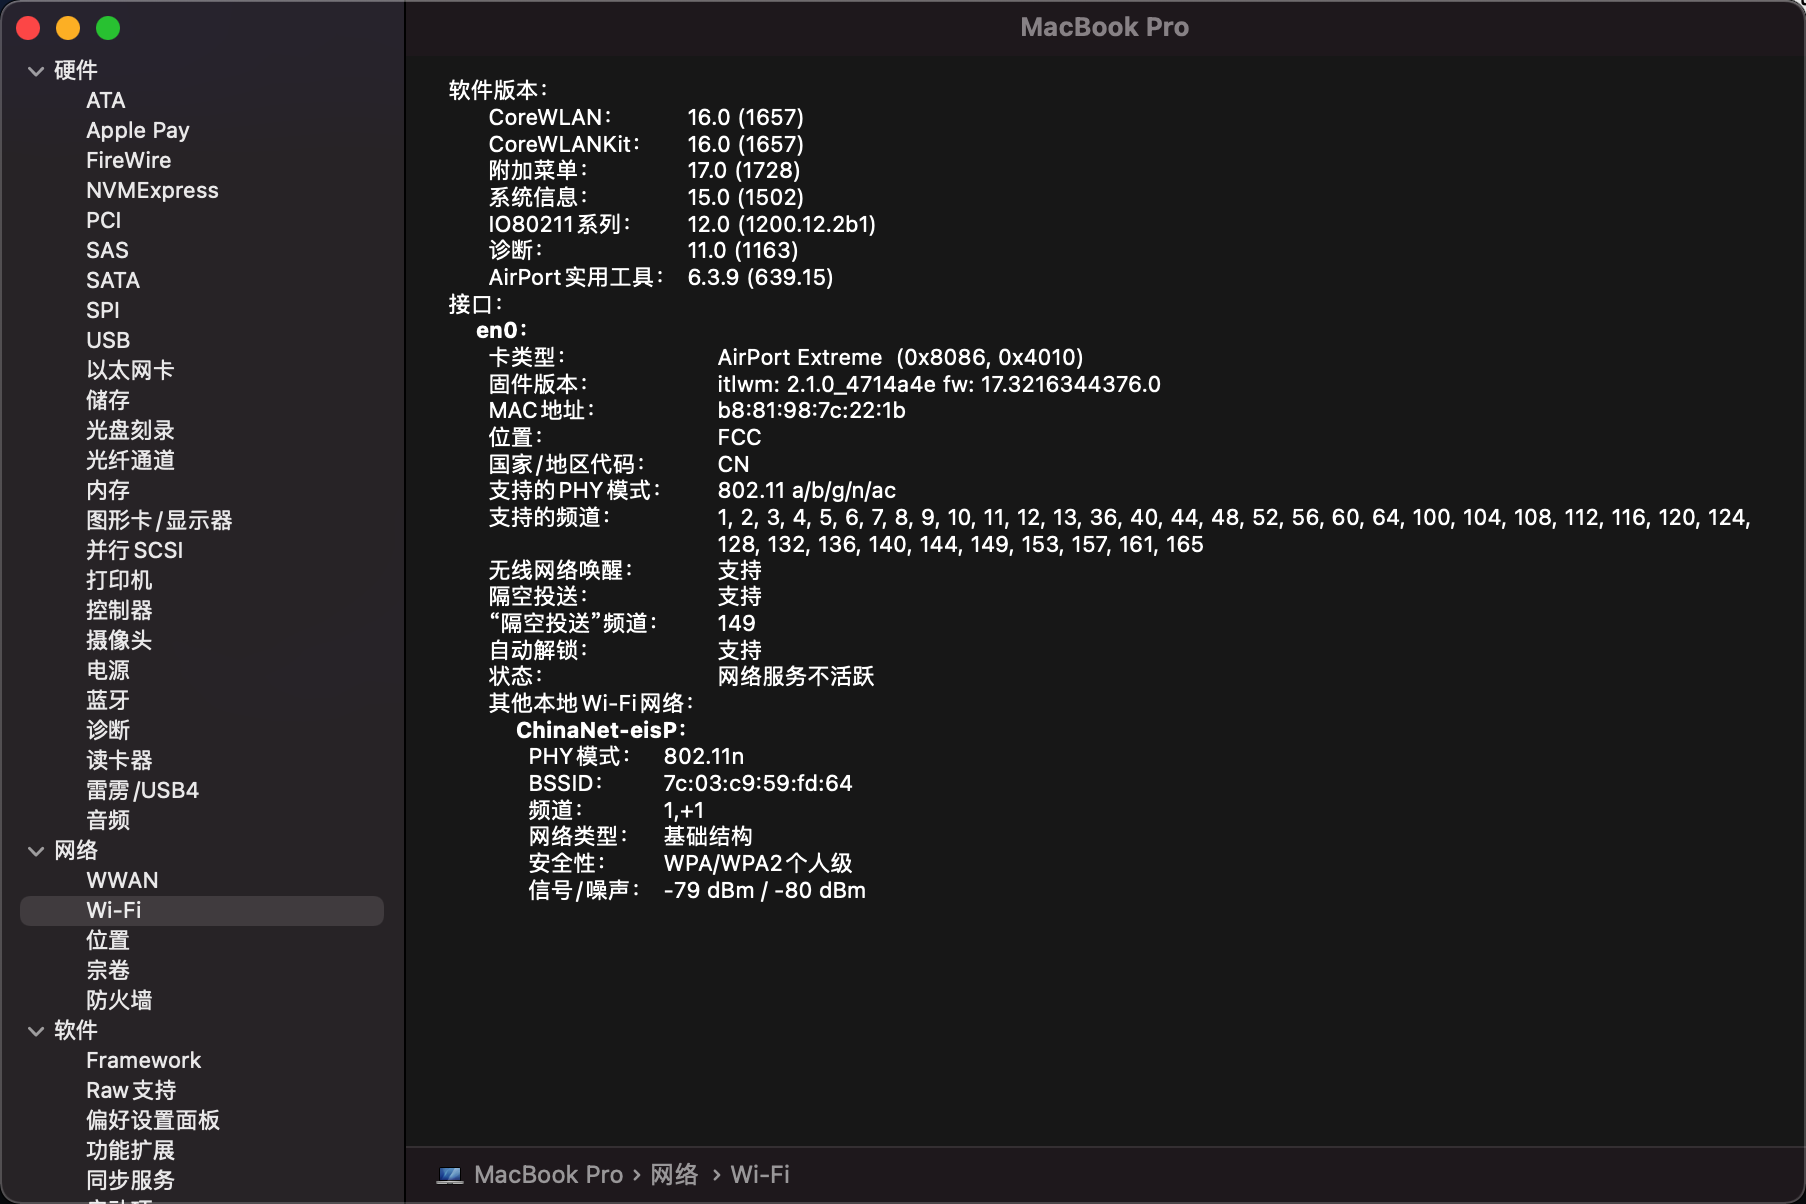 MacBook Pro
硬件
ATA
Apple Pay
FireWire
NVMExpress
PCI
SAS
SATA
SPI
USB
以太网卡
储存
光盘刻录
光纤通道
内存
图形卡/显示器
并行SCSI
打印机
控制器
摄像头
电源
蓝牙
诊断
读卡器
雷雳/USB4
音频
网络
WWAN
Wi-Fi
位置
宗卷
防火墙
软件
Framework
Raw支持
偏好设置面板
功能扩展
同步服务
软件版本：
CoreWLAN： 16.0 (1657)
CoreWLANKit： 16.0 (1657)
附加菜单： 17.0 (1728)
系统信息： 15.0 (1502)
IO80211系列： 12.0 (1200.12.2b1)
诊断： 11.0 (1163)
AirPort实用工具： 6.3.9 (639.15)
接口：
en0：
卡类型： AirPort Extreme (0x8086, 0x4010)
固件版本： itlwm: 2.1.0_4714a4e fw: 17.3216344376.0
MAC地址： b8:81:98:7c:22:1b
位置： FCC
国家/地区代码： CN
支持的PHY模式： 802.11 a/b/g/n/ac
支持的频道： 1, 2, 3, 4, 5, 6, 7, 8, 9, 10, 11, 12, 13, 36, 40, 44, 48, 52, 56, 60, 64, 100, 104, 108, 112, 116, 120, 124,
128, 132, 136, 140, 144, 149, 153, 157, 161, 165
无线网络唤醒： 支持
隔空投送： 支持
“隔空投送”频道： 149
自动解锁： 支持
状态： 网络服务不活跃
其他本地Wi-Fi网络：
ChinaNet-eisP：
PHY模式： 802.11n
BSSID： 7c:03:c9:59:fd:64
频道： 1,+1
网络类型： 基础结构
安全性： WPA/WPA2个人级
信号/噪声： -79 dBm / -80 dBm
MacBook Pro › 网络 › Wi-Fi